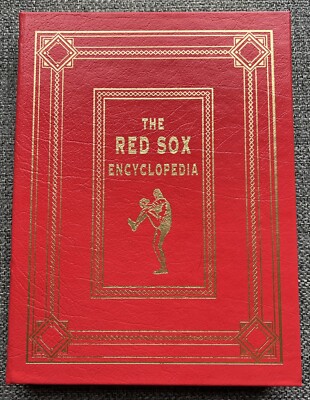 THE
RED SOX
ENCYCLOPEDIA